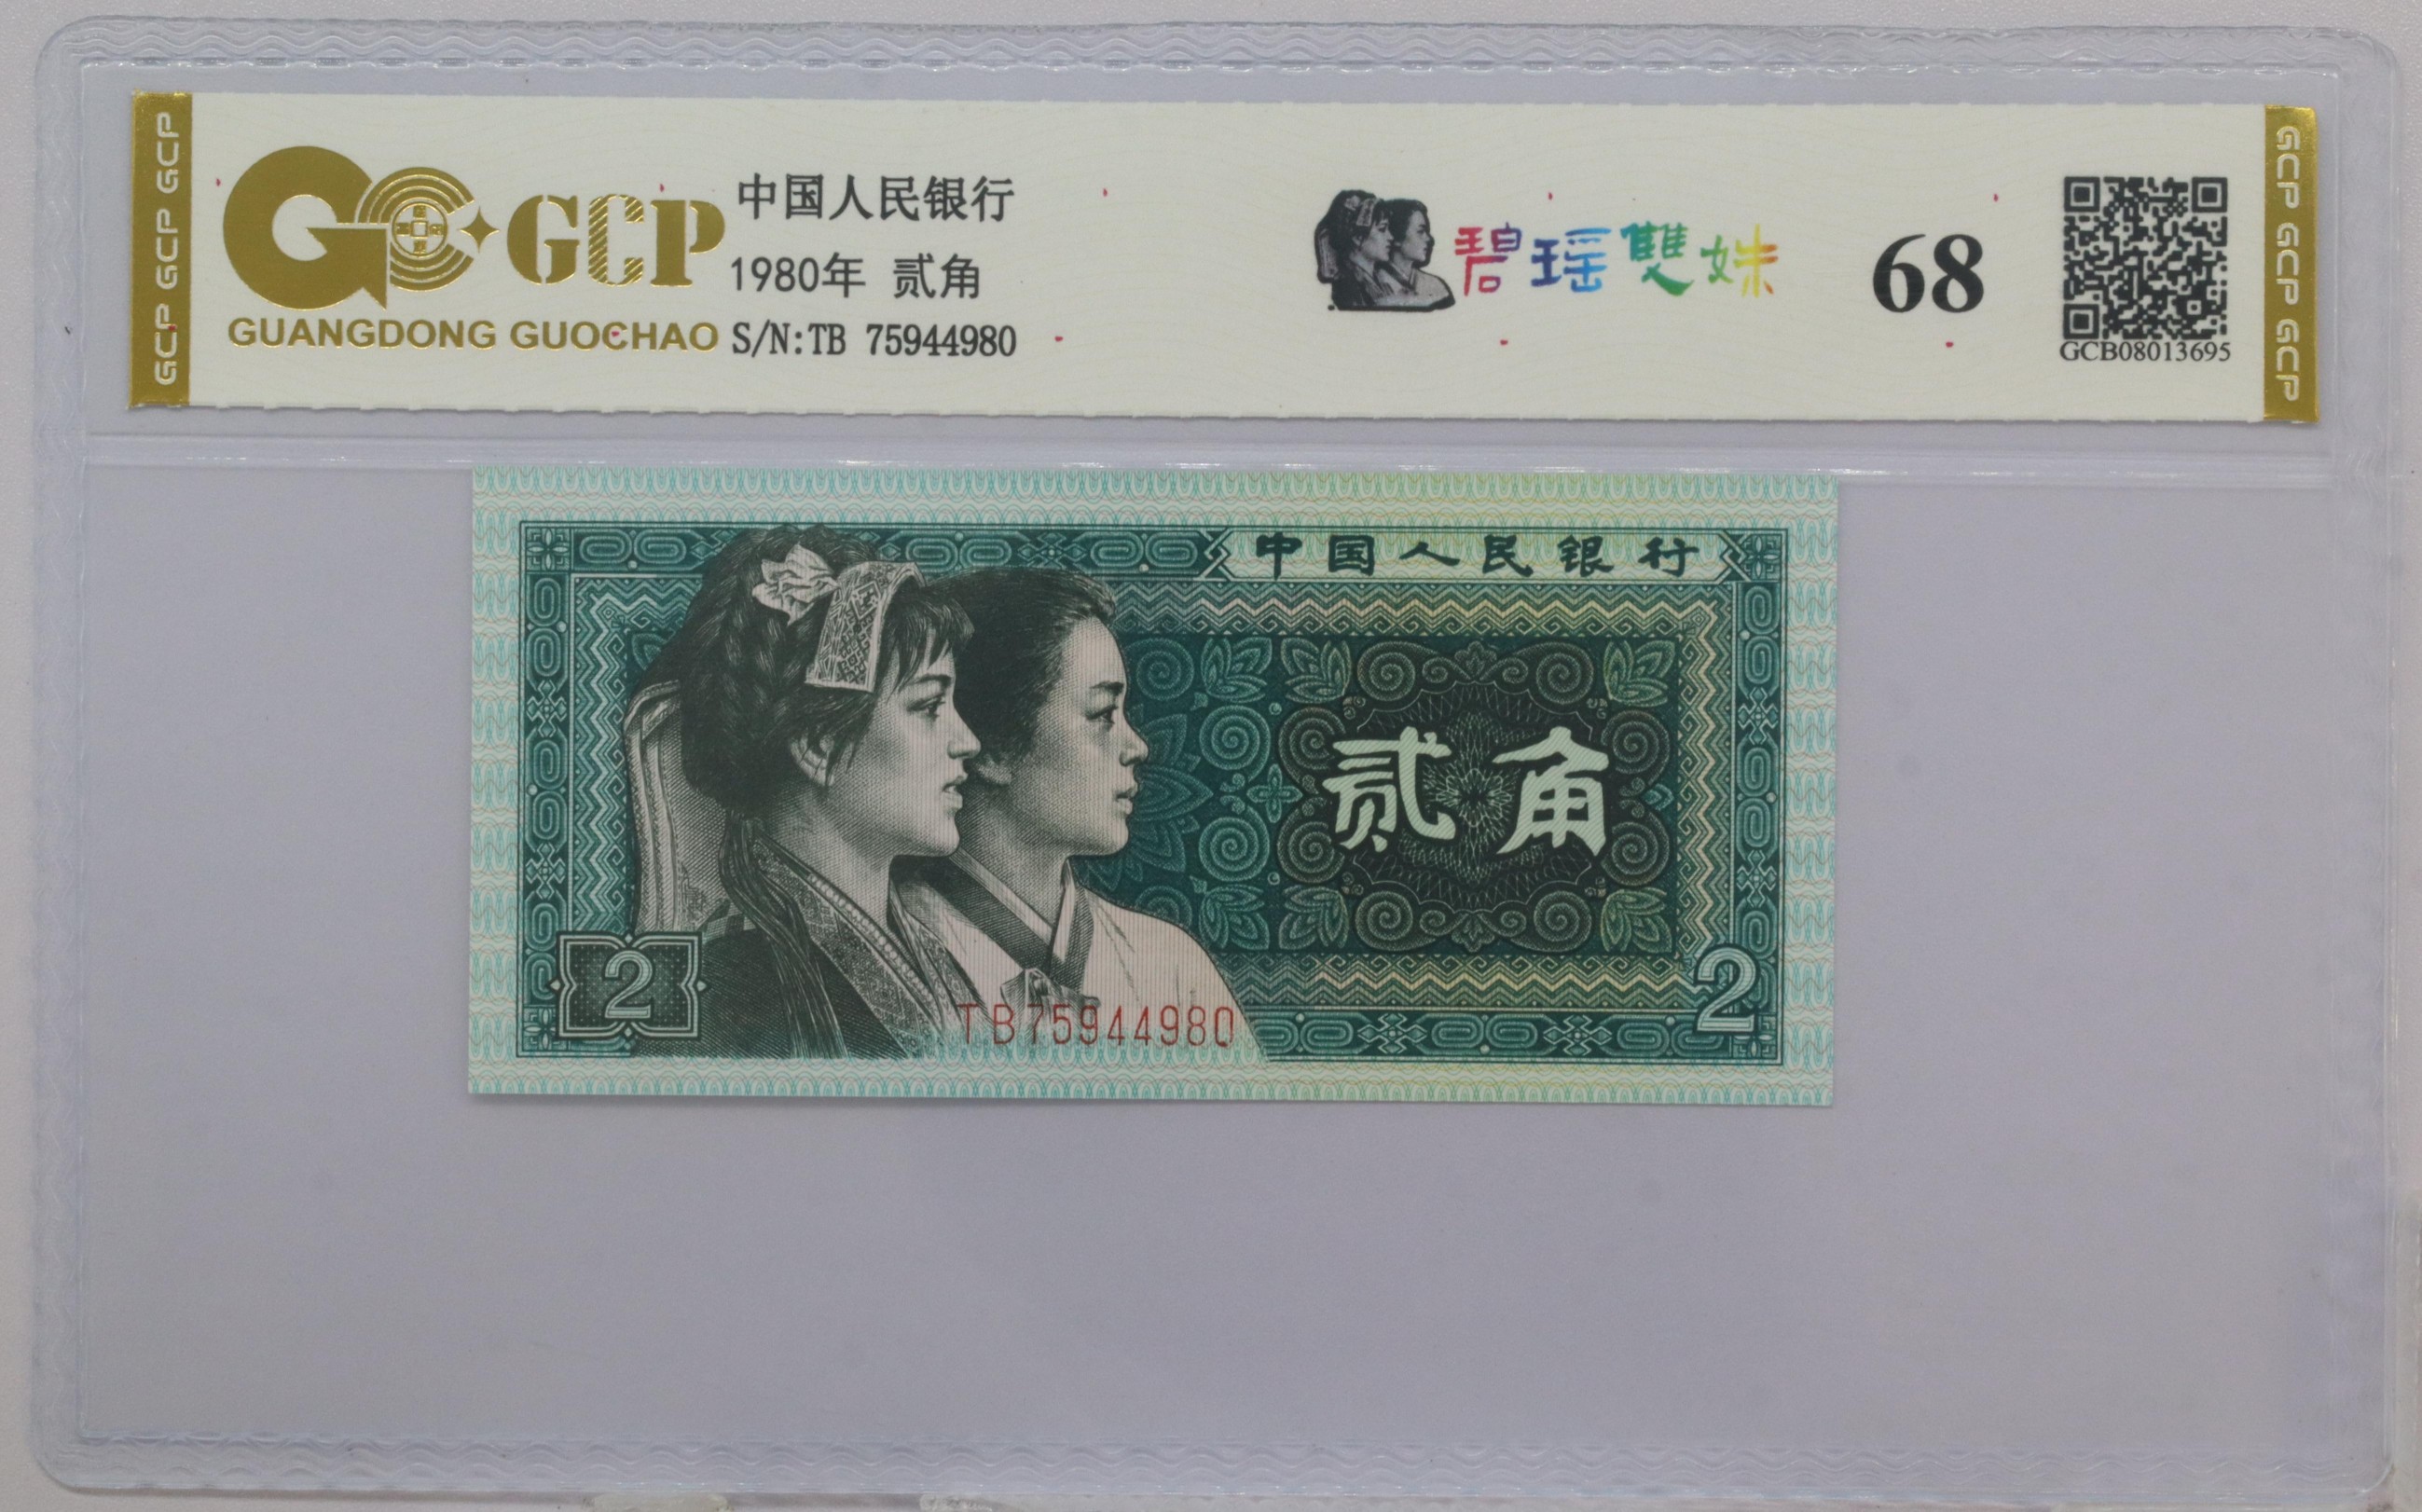 GCP GCP GCP
GCP
GUANGDONG GUOCHAO
中国人民银行
1980年 贰角
S/N:TB 75944980
碧瑶雙姝
68
GCB08013695
GCP GCP GCP
中国人民银行
贰角
2
TB75944980
2